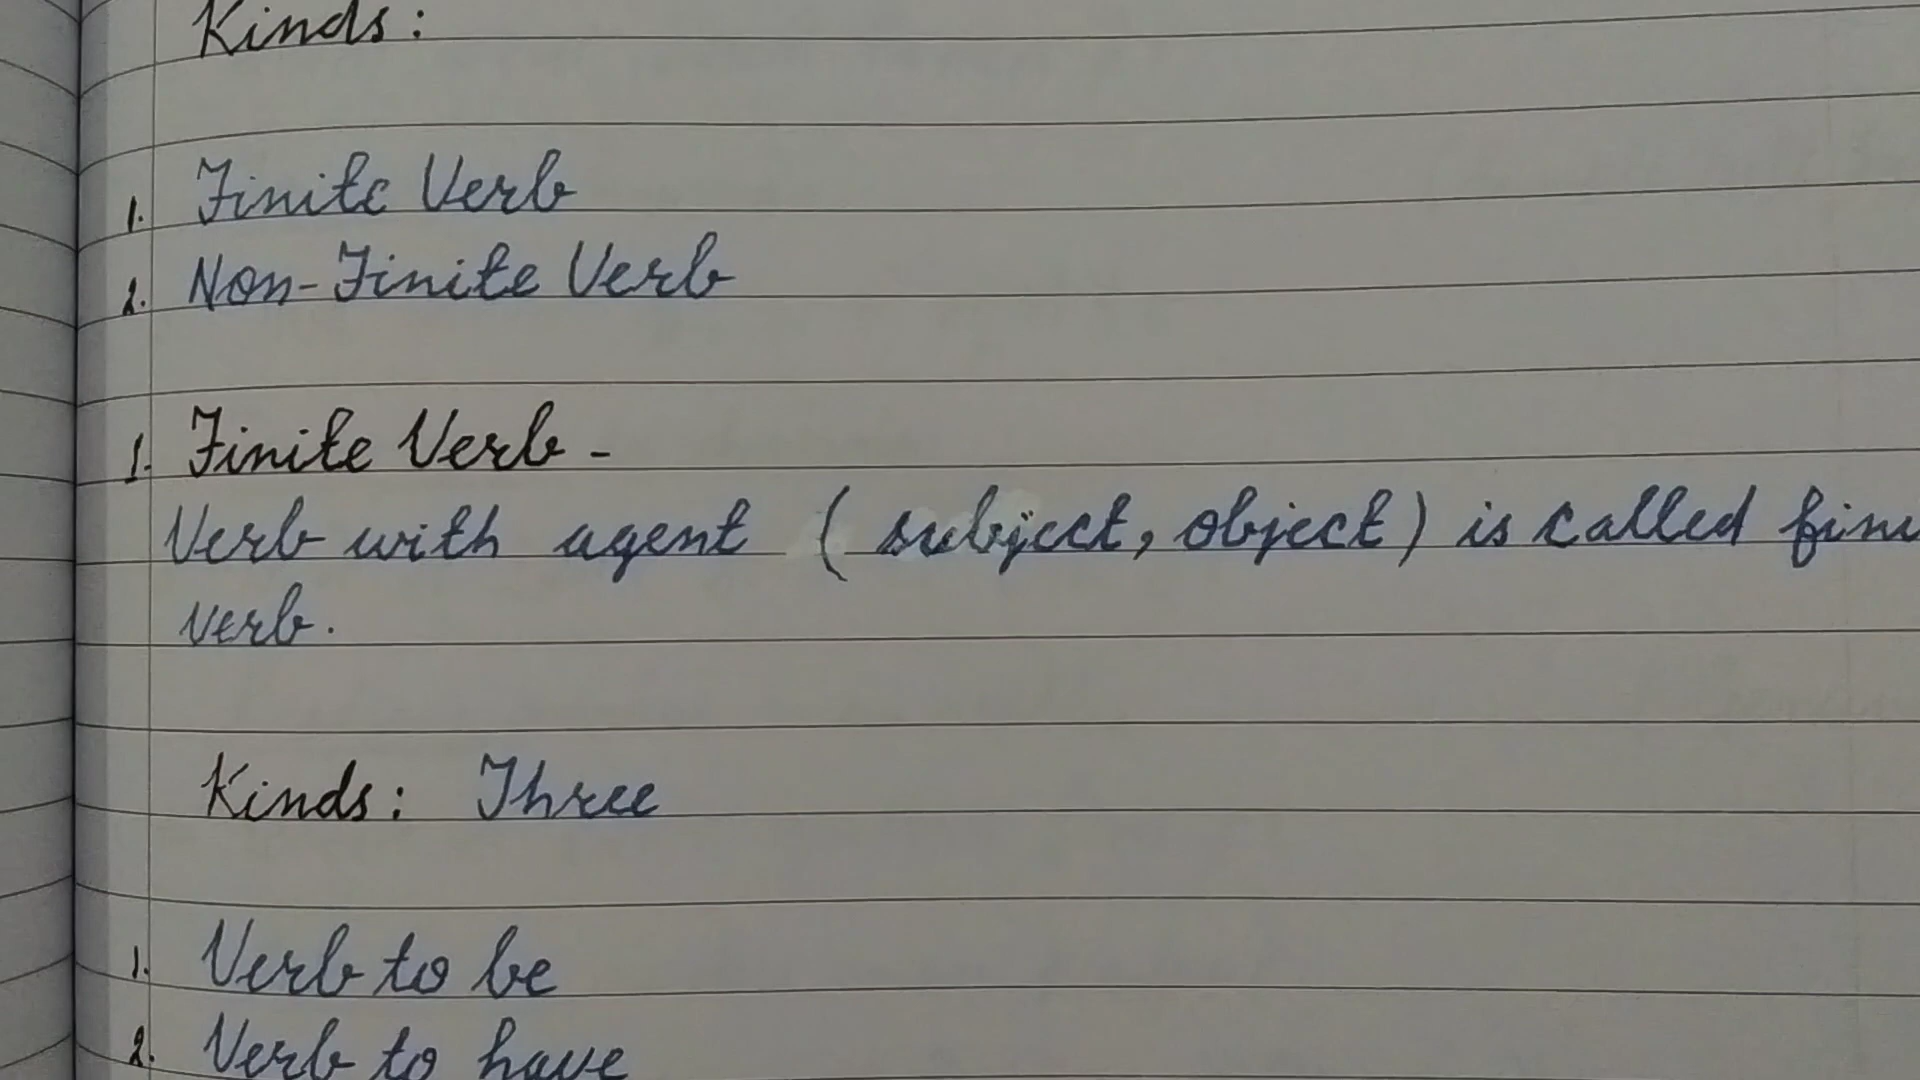 Kinds:
1. Finite Verb
2. Non-Finite Verb
1. Finite Verb -
Verb with agent (subject, object) is called
verb.
Kinds: Three
1. Verb to be
2. Verb to have